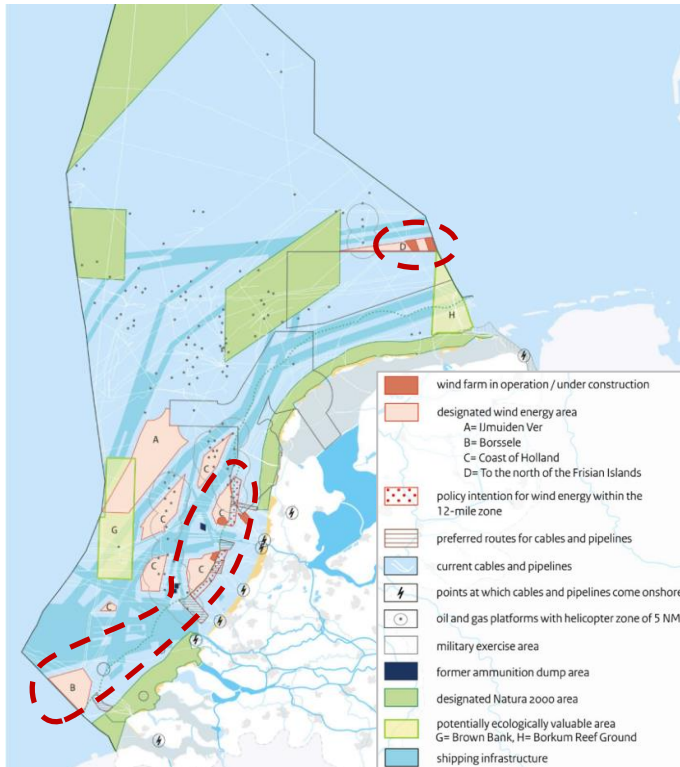 D
H
A
C
C
C
G
C
C
C
B
wind farm in operation / under construction
designated wind energy area
A= IJmuiden Ver
B= Borssele
C= Coast of Holland
D= To the north of the Frisian Islands
policy intention for wind energy within the
12-mile zone
preferred routes for cables and pipelines
current cables and pipelines
points at which cables and pipelines come onshore
oil and gas platforms with helicopter zone of 5 NM
military exercise area
former ammunition dump area
designated Natura 2000 area
potentially ecologically valuable area
G= Brown Bank, H= Borkum Reef Ground
shipping infrastructure